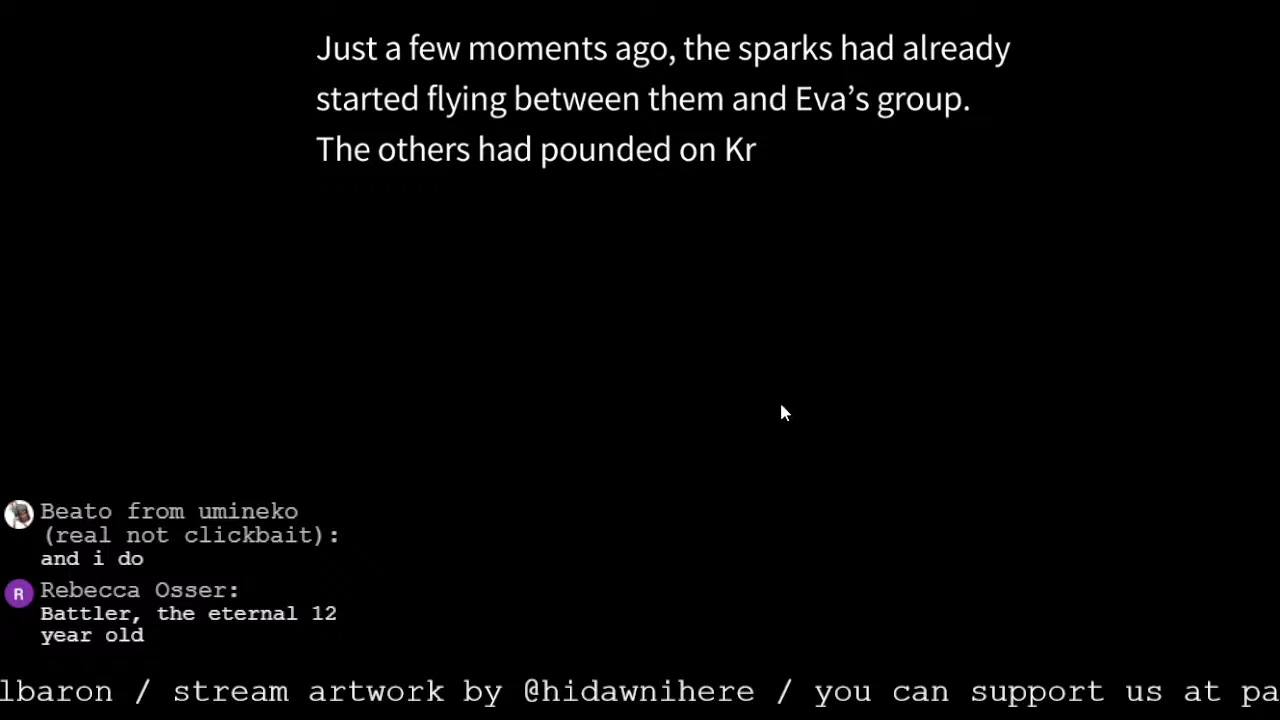 Just a few moments ago, the sparks had already
started flying between them and Eva’s group.
The others had pounded on Kr
Beato from umineko
(real not clickbait):
and i do
R
Rebecca Osser:
Battler, the eternal 12
year old
lbaron / stream artwork by @hidawnihere / you can support us at pa